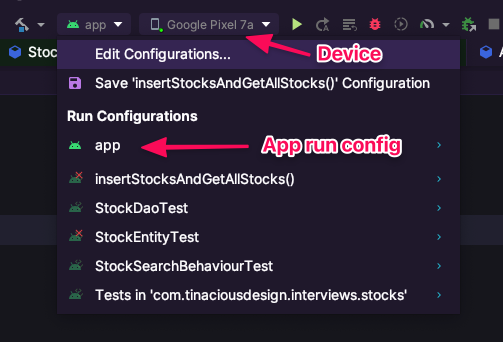 app
Google Pixel 7a
Stoc
A
Edit Configurations...
Device
Save 'insertStocksAndGetAllStocks()' Configuration
Run Configurations
app
App run config
insertStocksAndGetAllStocks()
StockDaoTest
StockEntityTest
StockSearchBehaviourTest
Tests in 'com.tinaciousdesign.interviews.stocks'